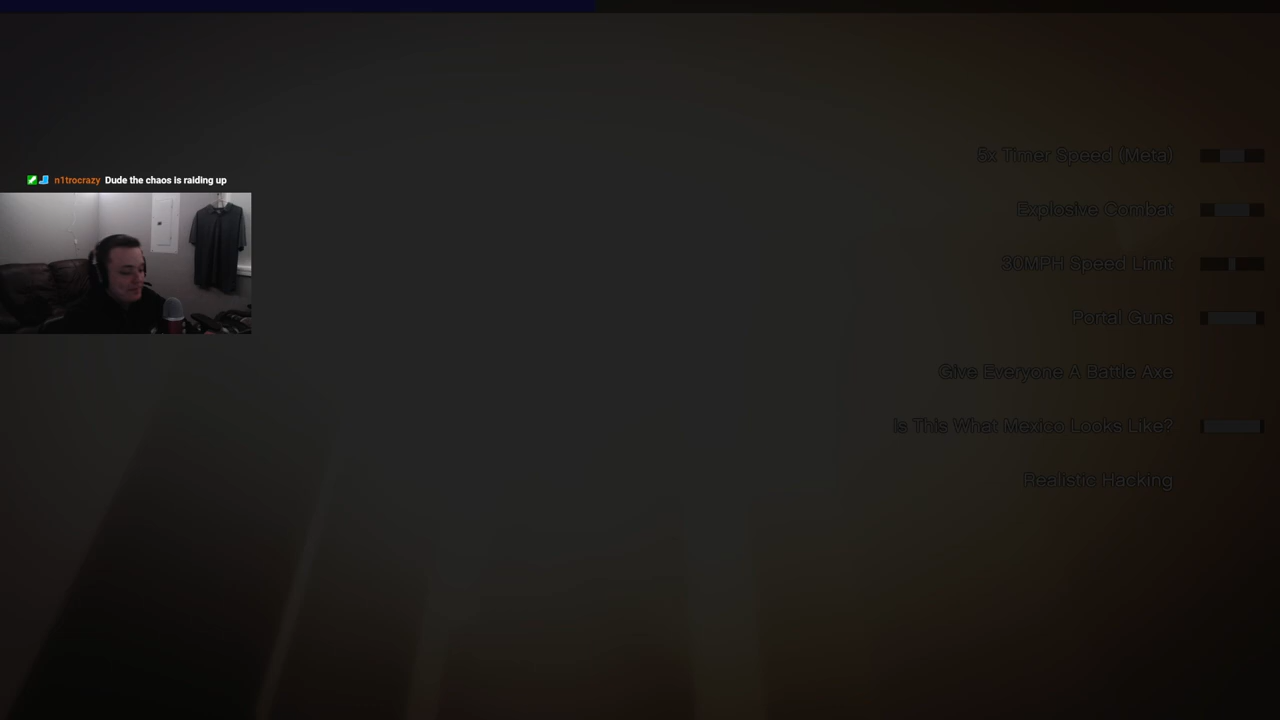 n1trocrazy Dude the chaos is raiding up
5x Timer Speed (Meta)
Explosive Combat
30MPH Speed Limit
Portal Guns
Give Everyone A Battle Axe
Is This What Mexico Looks Like?
Realistic Hacking